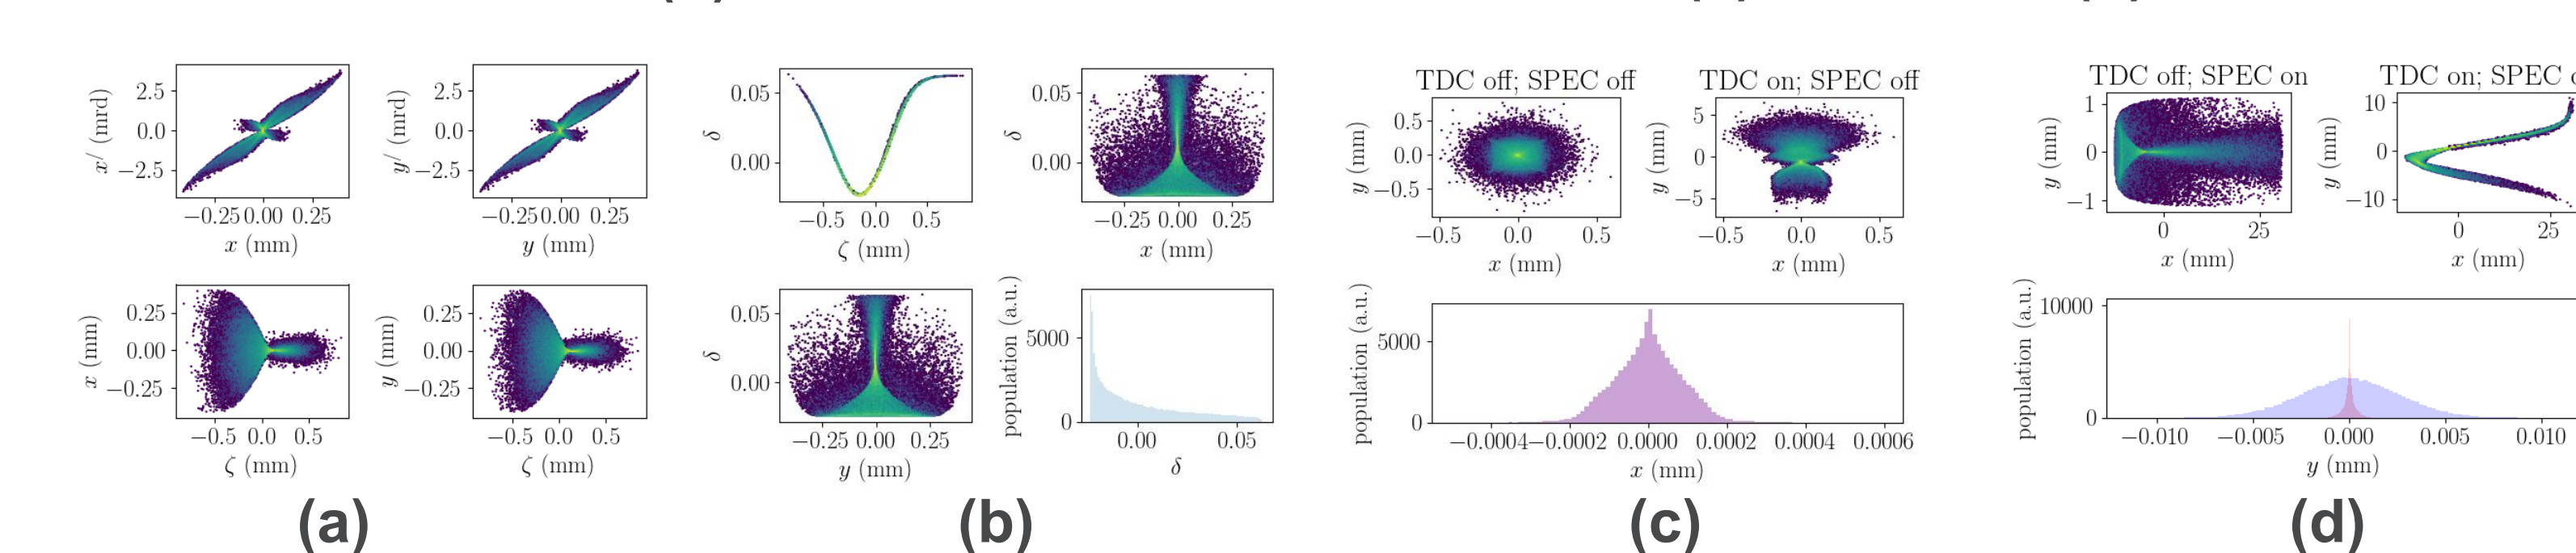 x′ (mrd)
2.5
0.0
−2.5
−0.25 0.00 0.25
x (mm)
y′ (mrd)
2.5
0.0
−2.5
−0.25 0.00 0.25
y (mm)
x (mm)
0.25
0.00
−0.25
−0.5 0.0 0.5
ζ (mm)
y (mm)
0.25
0.00
−0.25
−0.5 0.0 0.5
ζ (mm)
(a)
δ
0.05
0.00
−0.5 0.0 0.5
ζ (mm)
δ
0.05
0.00
−0.25 0.00 0.25
x (mm)
δ
0.05
0.00
−0.25 0.00 0.25
y (mm)
population (a.u.)
5000
0
0.00 0.05
δ
(b)
TDC off; SPEC off
y (mm)
0.5
0.0
−0.5
−0.5 0.0 0.5
x (mm)
TDC on; SPEC off
y (mm)
5
0
−5
−0.5 0.0 0.5
x (mm)
population (a.u.)
5000
0
−0.0004 −0.0002 0.0000 0.0002 0.0004 0.0006
x (mm)
(c)
TDC off; SPEC on
y (mm)
1
0
−1
0 25
x (mm)
TDC on; SPEC o
y (mm)
10
0
−10
0 25
x (mm)
population (a.u.)
10000
0
−0.010 −0.005 0.000 0.005 0.010
y (mm)
(d)